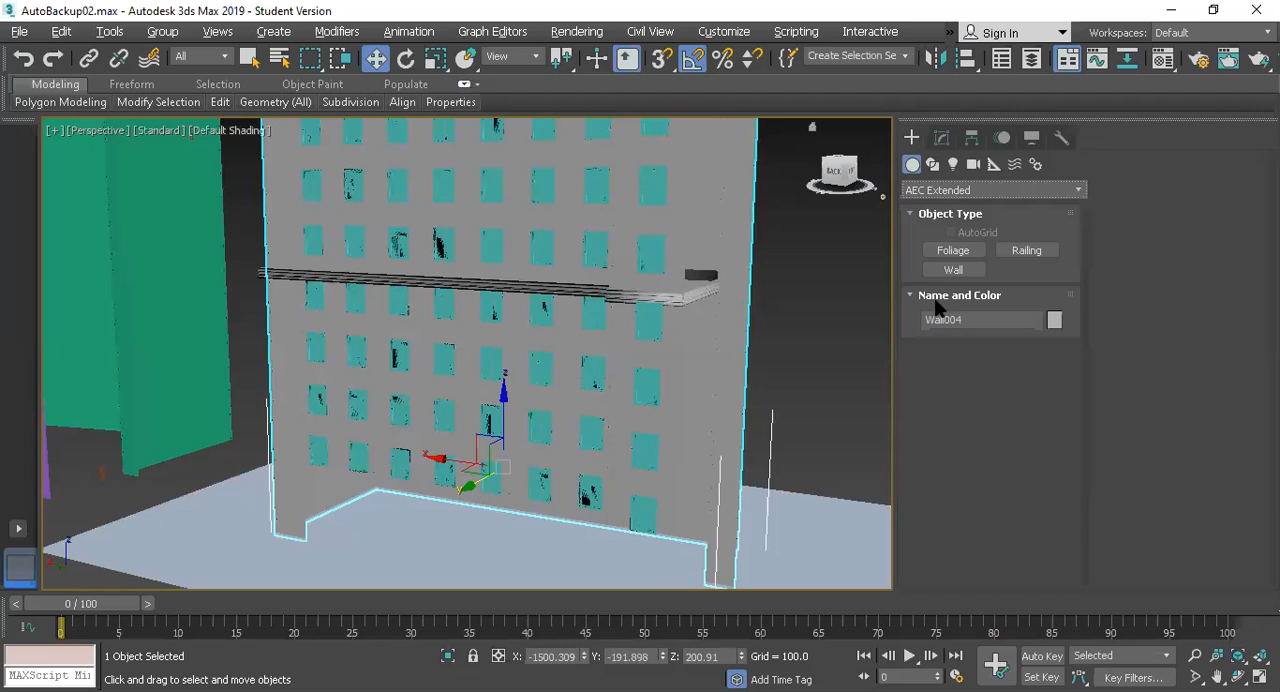 AutoBackup02.max - Autodesk 3ds Max 2019 - Student Version
File Edit Tools Group Views Create Modifiers Animation Graph Editors Rendering Civil View Customize Scripting Interactive » Sign In Workspaces: Default
All View Create Selection Se
Modeling Freeform Selection Object Paint Populate
Polygon Modeling Modify Selection Edit Geometry (All) Subdivision Align Properties
[+] [Perspective] [Standard] [Default Shading]
BACK
AEC Extended
Object Type
AutoGrid
Foliage Railing
Wall
Name and Color
Wall004
x
z
y
z
0 / 100
0 5 10 15 20 25 30 35 40 45 50 55 60 65 70 75 80 85 90 95 100
1 Object Selected X: -1500.309 Y: -191.898 Z: 200.91 Grid = 100.0 Auto Key Selected
MAXScript Mi Click and drag to select and move objects Add Time Tag 0 Set Key Key Filters...